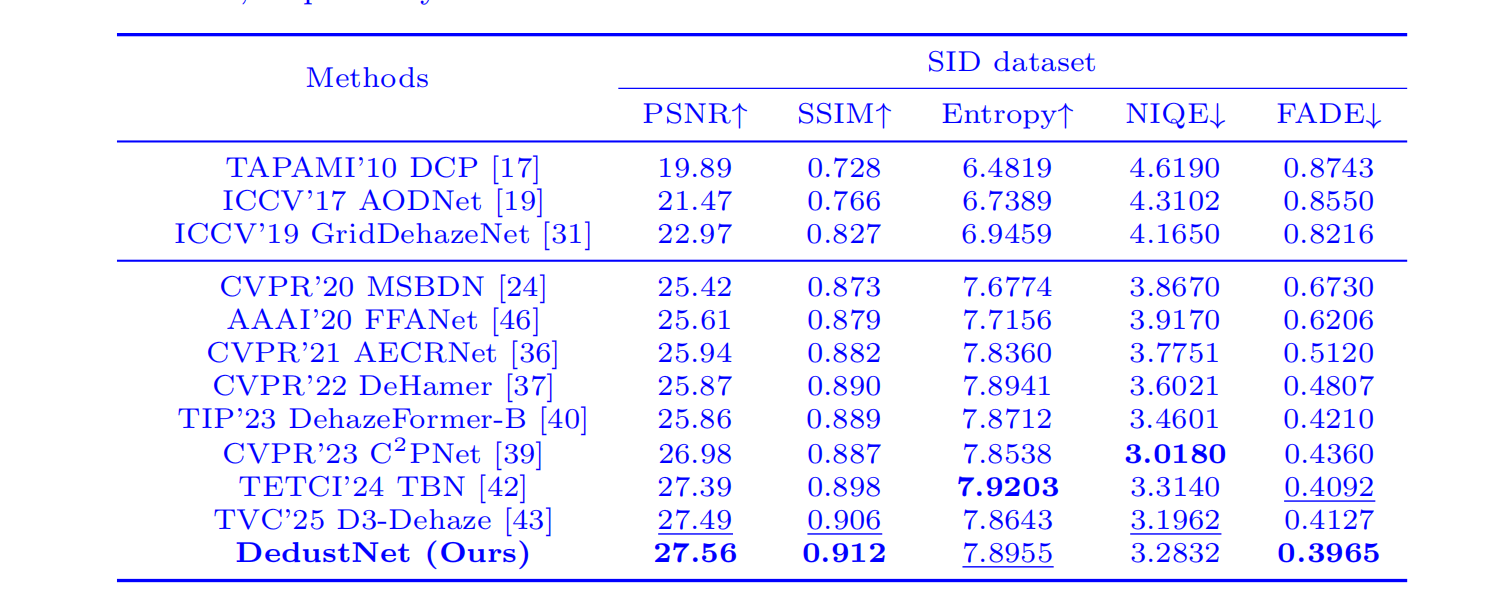 Methods SID dataset
PSNR↑ SSIM↑ Entropy↑ NIQE↓ FADE↓
TAPAMI'10 DCP [17] 19.89 0.728 6.4819 4.6190 0.8743
ICCV'17 AODNet [19] 21.47 0.766 6.7389 4.3102 0.8550
ICCV'19 GridDehazeNet [31] 22.97 0.827 6.9459 4.1650 0.8216
CVPR'20 MSBDN [24] 25.42 0.873 7.6774 3.8670 0.6730
AAAI'20 FFANet [46] 25.61 0.879 7.7156 3.9170 0.6206
CVPR'21 AECRNet [36] 25.94 0.882 7.8360 3.7751 0.5120
CVPR'22 DeHamer [37] 25.87 0.890 7.8941 3.6021 0.4807
TIP'23 DehazeFormer-B [40] 25.86 0.889 7.8712 3.4601 0.4210
CVPR'23 C²PNet [39] 26.98 0.887 7.8538 3.0180 0.4360
TETCI'24 TBN [42] 27.39 0.898 7.9203 3.3140 0.4092
TVC'25 D3-Dehaze [43] 27.49 0.906 7.8643 3.1962 0.4127
DedustNet (Ours) 27.56 0.912 7.8955 3.2832 0.3965